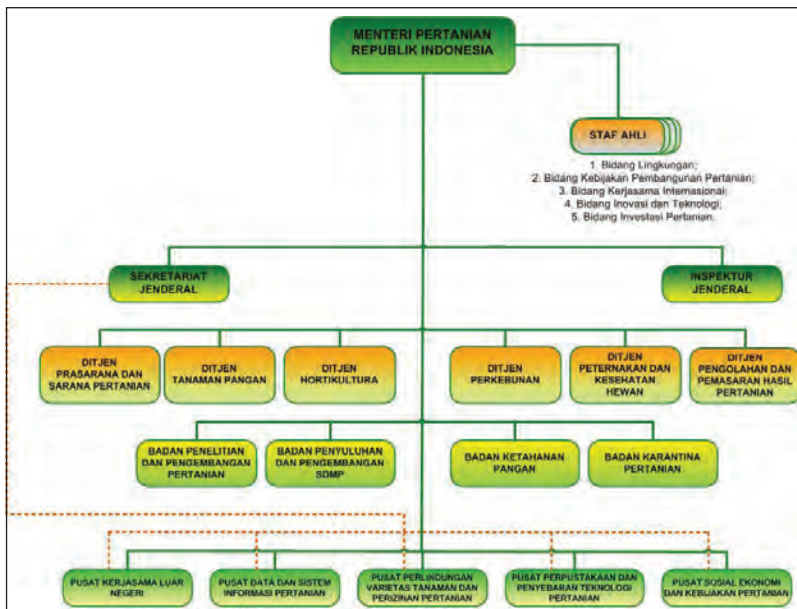 MENTERI PERTANIAN
REPUBLIK INDONESIA
STAF AHLI
1. Bidang Lingkungan;
2. Bidang Kebijakan Pembangunan Pertanian;
3. Bidang Kerjasama Internasional;
4. Bidang Inovasi dan Teknologi;
5. Bidang Investasi Pertanian.
SEKRETARIAT
JENDERAL
INSPEKTUR
JENDERAL
DITJEN
PRASARANA DAN
SARANA PERTANIAN
DITJEN
TANAMAN PANGAN
DITJEN
HORTIKULTURA
DITJEN
PERKEBUNAN
DITJEN
PETERNAKAN DAN
KESEHATAN
HEWAN
DITJEN
PENGOLAHAN DAN
PEMASARAN HASIL
PERTANIAN
BADAN PENELITIAN
DAN PENGEMBANGAN
PERTANIAN
BADAN PENYULUHAN
DAN PENGEMBANGAN
SDMP
BADAN KETAHANAN
PANGAN
BADAN KARANTINA
PERTANIAN
PUSAT KERJASAMA LUAR
NEGERI
PUSAT DATA DAN SISTEM
INFORMASI PERTANIAN
PUSAT PERLINDUNGAN
VARIETAS TANAMAN DAN
PERIZINAN PERTANIAN
PUSAT PERPUSTAKAAN DAN
PENYEBARAN TEKNOLOGI
PERTANIAN
PUSAT SOSIAL EKONOMI
DAN KEBIJAKAN PERTANIAN